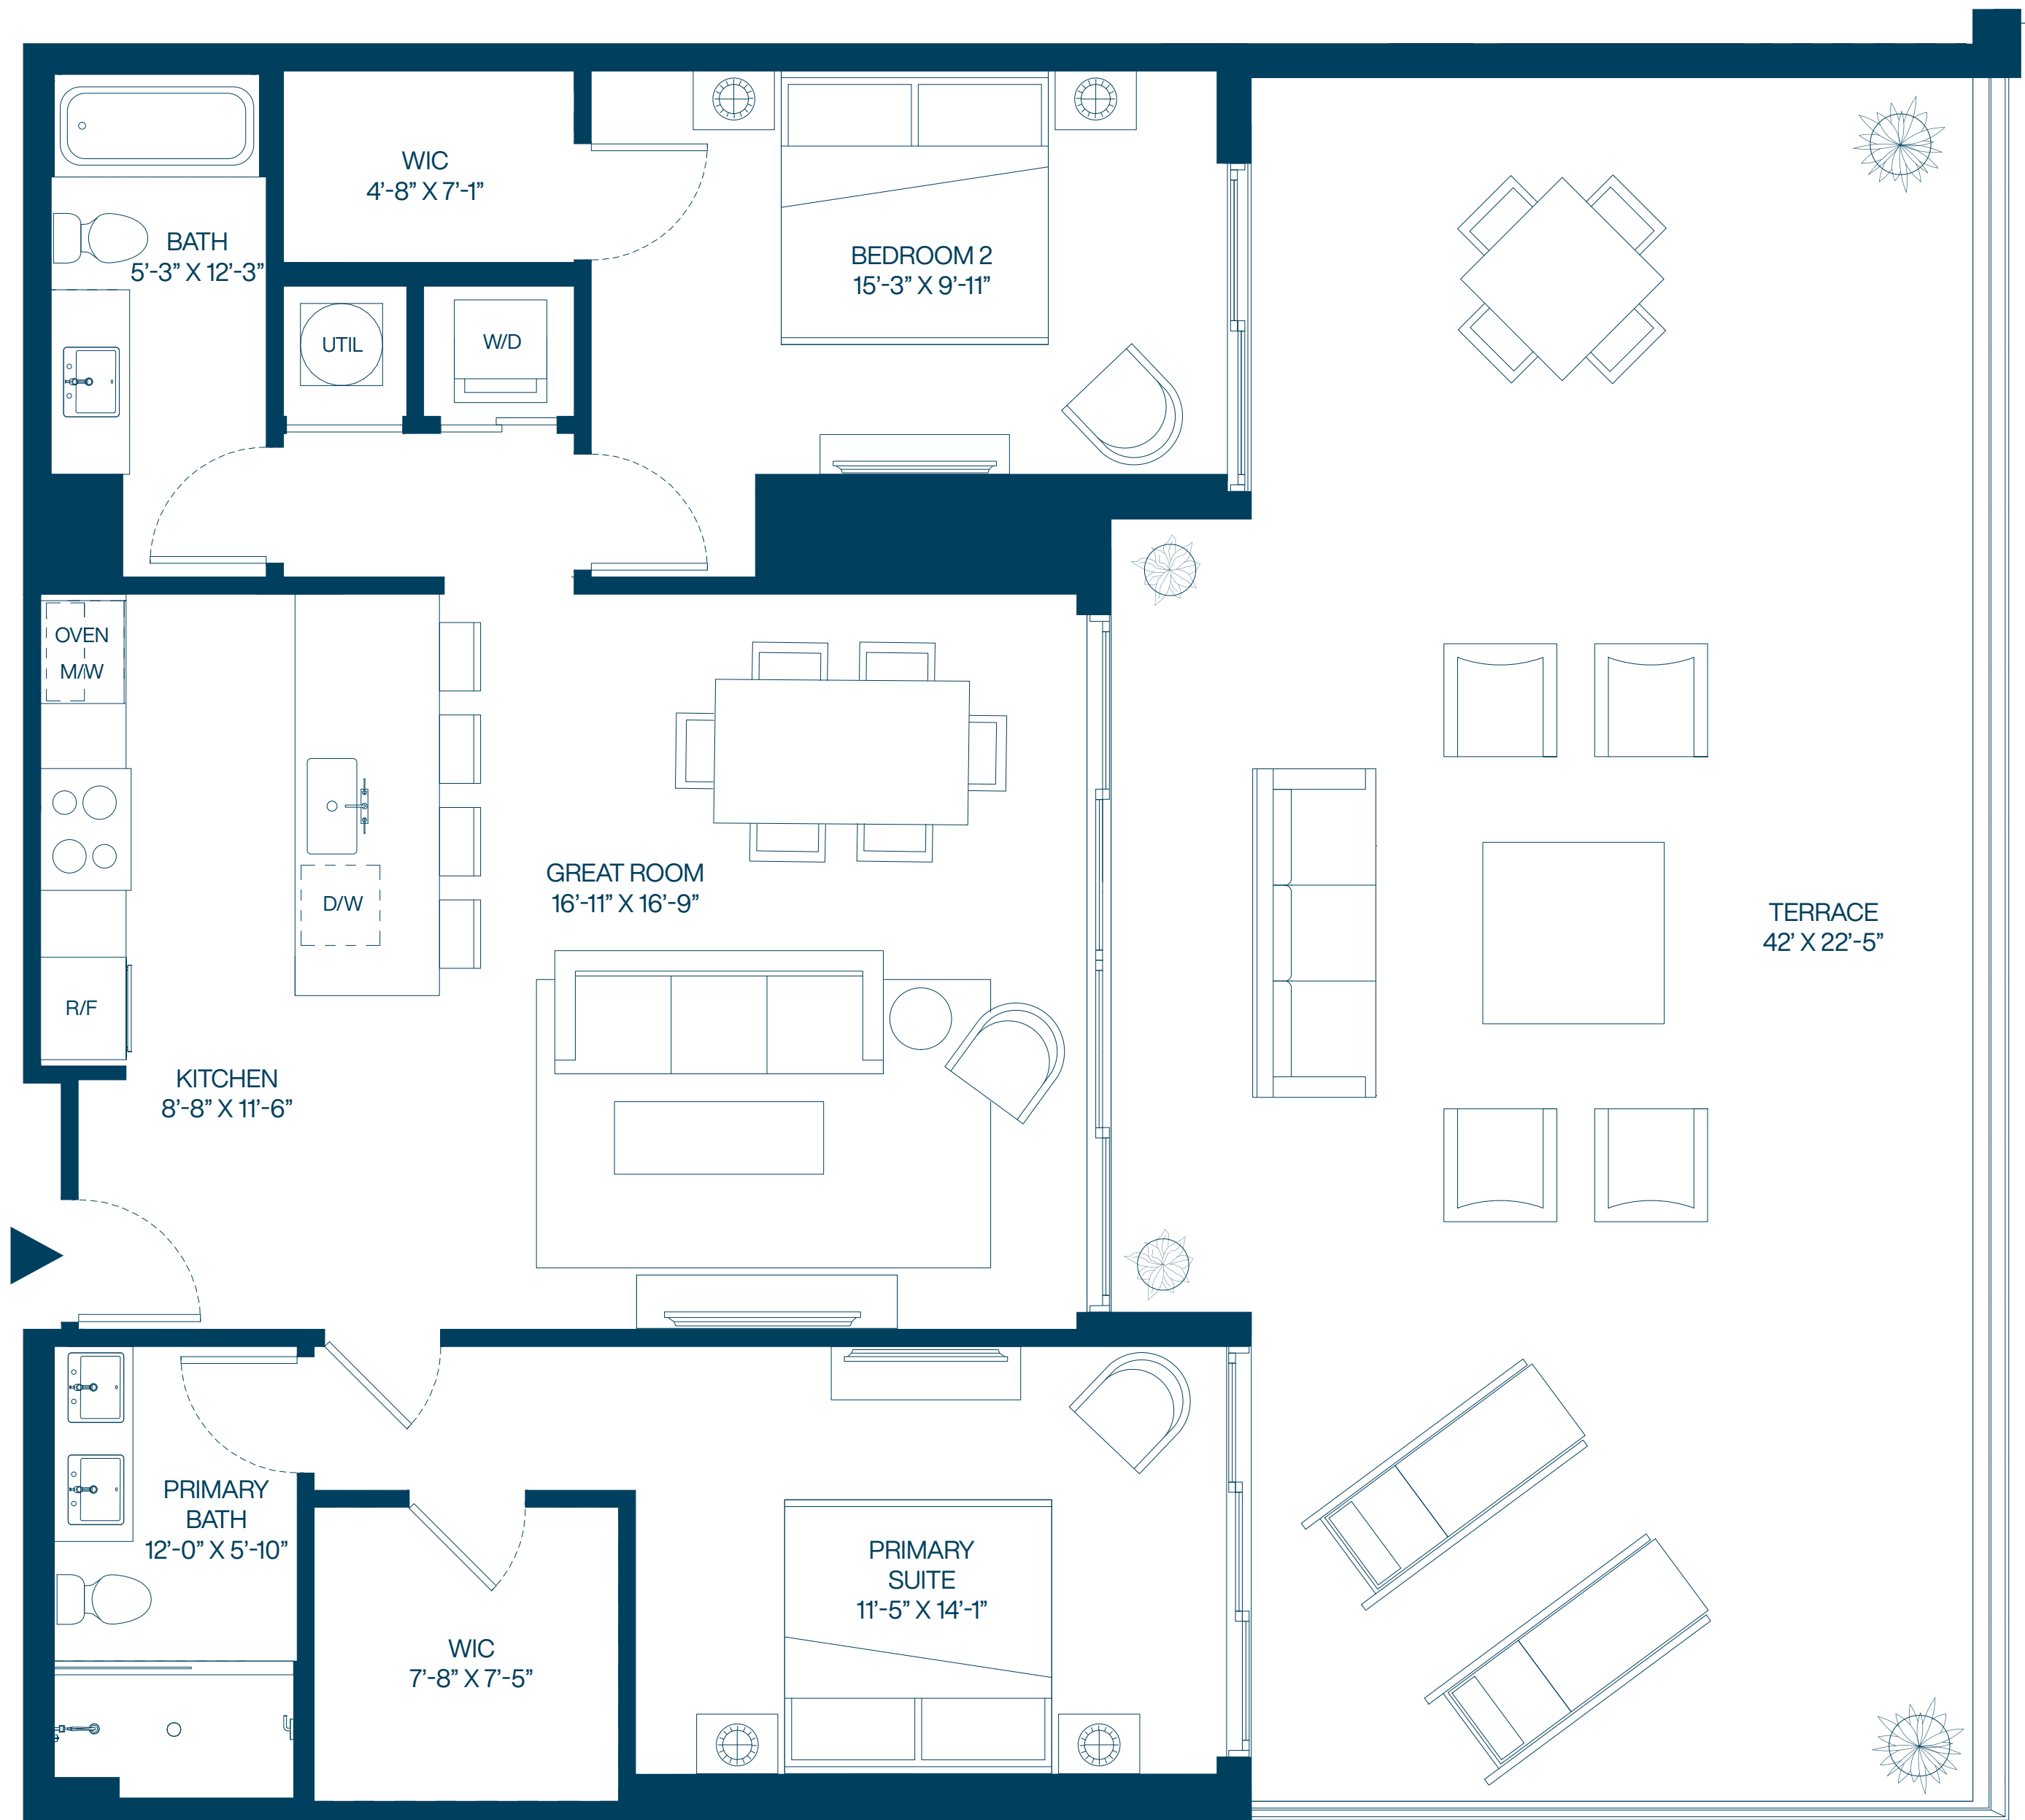 WIC
4’-8” X 7’-1”
BATH
5’-3” X 12’-3”
BEDROOM 2
15’-3” X 9’-11”
UTIL
W/D
OVEN
M/W
GREAT ROOM
16’-11” X 16’-9”
D/W
TERRACE
42’ X 22’-5”
R/F
KITCHEN
8’-8” X 11’-6”
PRIMARY
BATH
12’-0” X 5’-10”
PRIMARY
SUITE
11’-5” X 14’-1”
WIC
7’-8” X 7’-5”